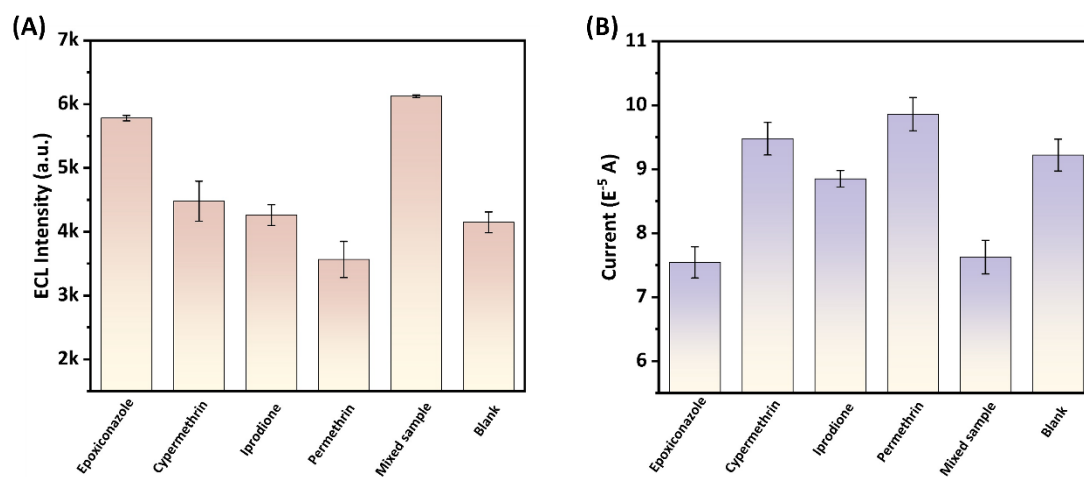 (A)
7k
6k
5k
4k
3k
2k
ECL Intensity (a.u.)
Epoxiconazole
Cypermethrin
Iprodione
Permethrin
Mixed sample
Blank
(B)
11
10
9
8
7
6
Current (E⁻⁵ A)
Epoxiconazole
Cypermethrin
Iprodione
Permethrin
Mixed sample
Blank